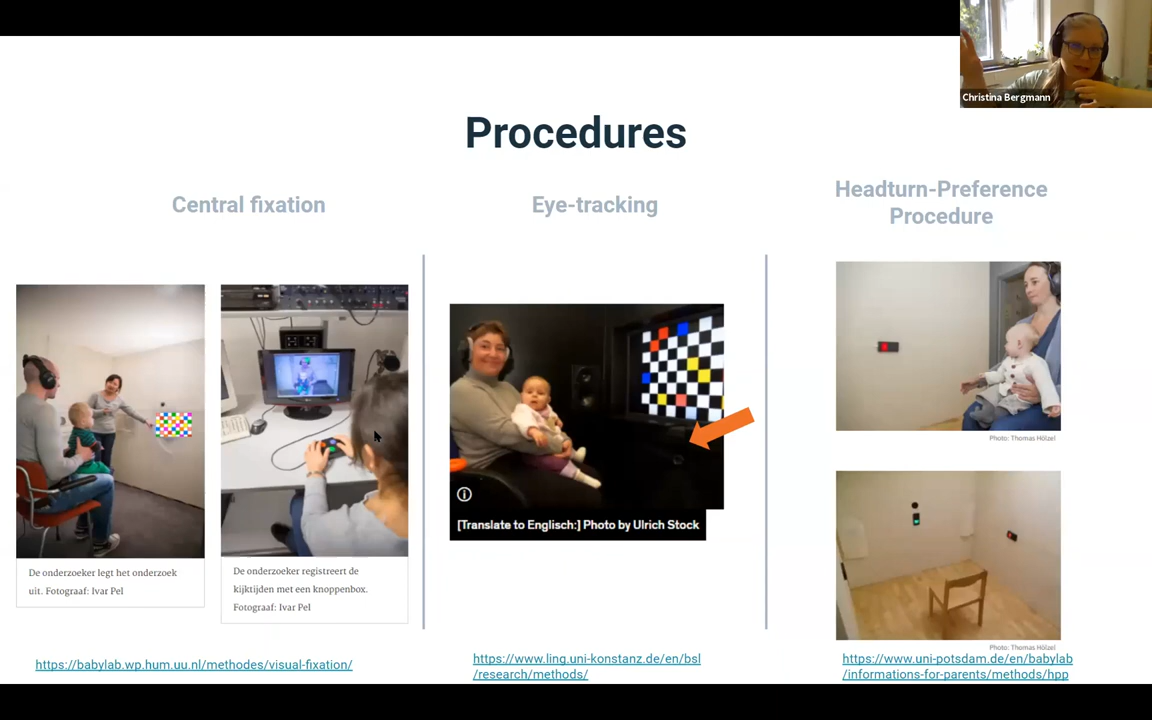 Christina Bergmann
Procedures
Central fixation
Eye-tracking
Headturn-Preference
Procedure
De onderzoeker legt het onderzoek
uit. Fotograaf: Ivar Pel
De onderzoeker registreert de
kijktijden met een knoppenbox.
Fotograaf: Ivar Pel
[Translate to Englisch:] Photo by Ulrich Stock
Photo: Thomas Hölzel
Photo: Thomas Hölzel
https://babylab.wp.hum.uu.nl/methodes/visual-fixation/
https://www.ling.uni-konstanz.de/en/bsl
/research/methods/
https://www.uni-potsdam.de/en/babylab
/informations-for-parents/methods/hpp